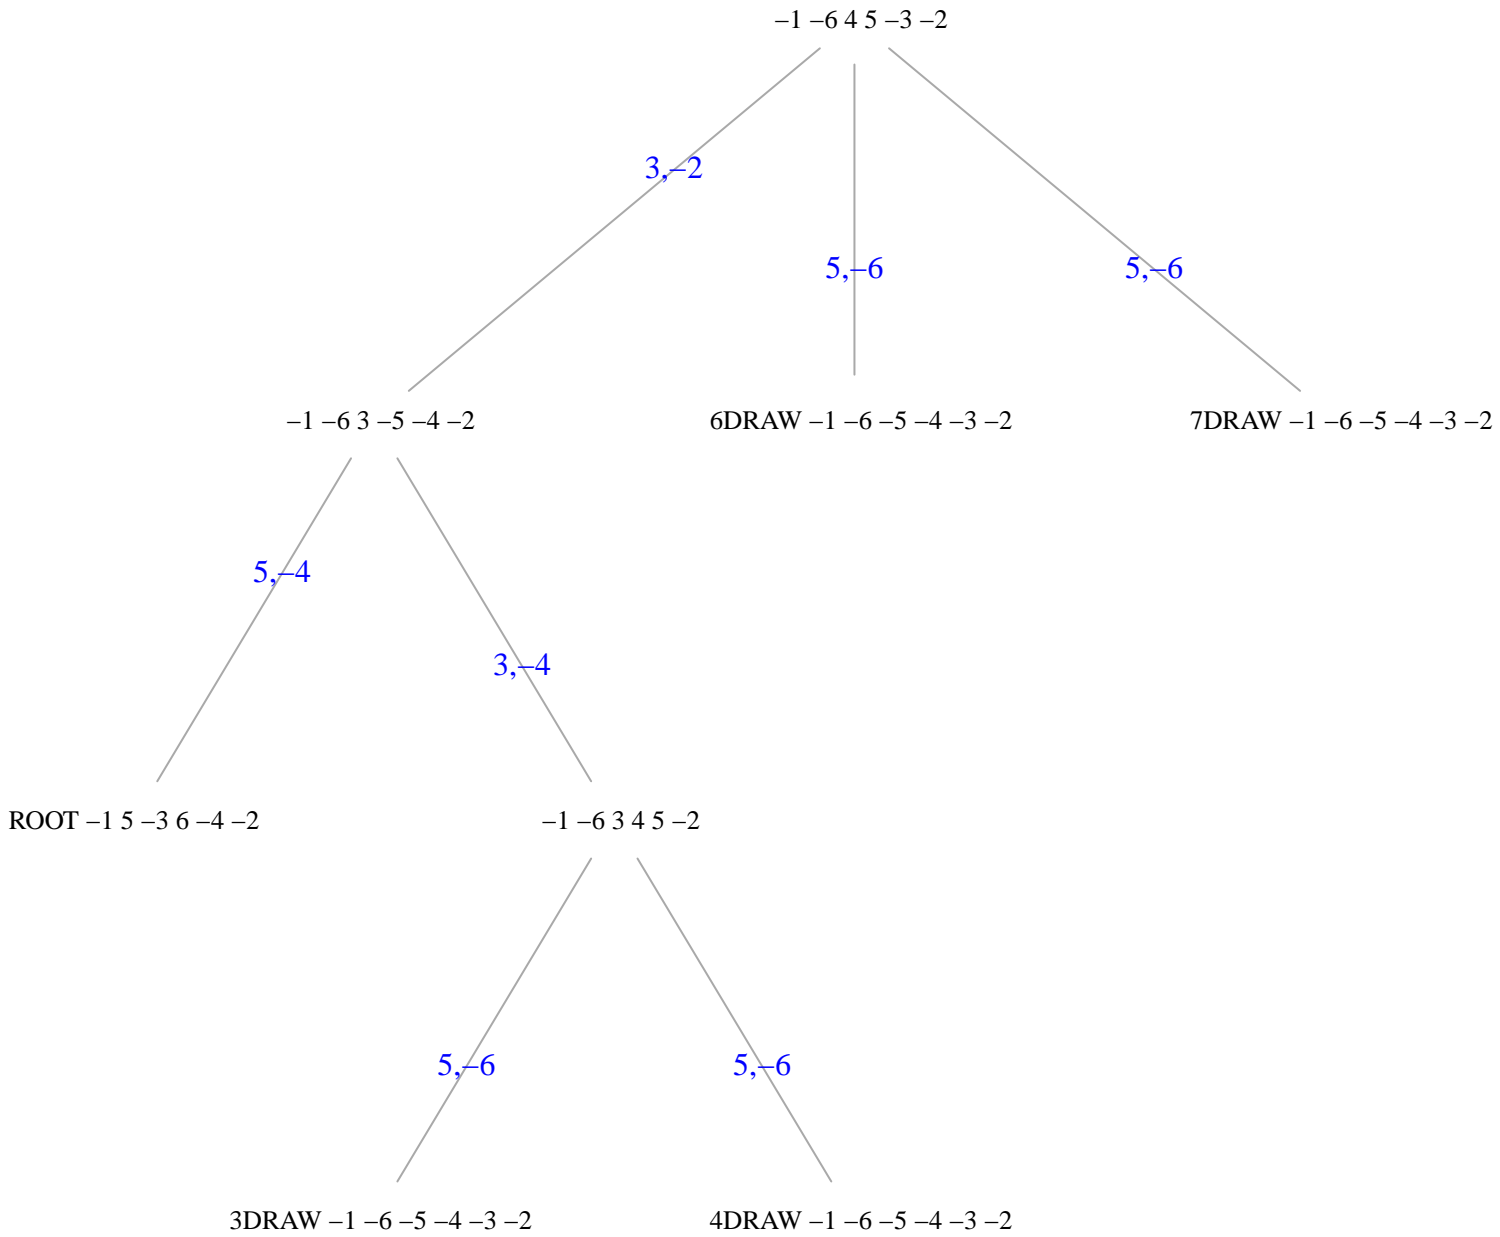 –1 –6 4 5 –3 –2
3,–2
5,–6
5,–6
–1 –6 3 –5 –4 –2
6DRAW –1 –6 –5 –4 –3 –2
7DRAW –1 –6 –5 –4 –3 –2
5,–4
3,–4
ROOT –1 5 –3 6 –4 –2
–1 –6 3 4 5 –2
5,–6
5,–6
3DRAW –1 –6 –5 –4 –3 –2
4DRAW –1 –6 –5 –4 –3 –2